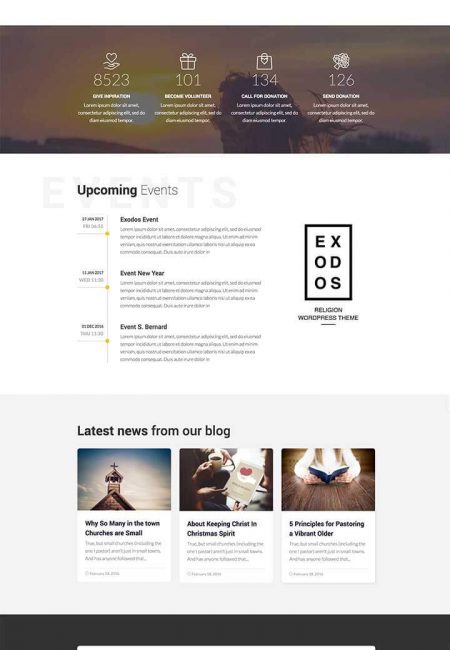 8523
101
134
126
GIVE INPIRATION
BECOME VOLUNTEER
CALL FOR DONATION
SEND DONATION
Lorem ipsum dolor sit amet,
consectetur adipiscing elit, sed do
diam eiusmod tempor.
Lorem ipsum dolor sit amet,
consectetur adipiscing elit, sed do
diam eiusmod tempor.
Lorem ipsum dolor sit amet,
consectetur adipiscing elit, sed do
diam eiusmod tempor.
Lorem ipsum dolor sit amet,
consectetur adipiscing elit, sed do
diam eiusmod tempor.
EVENTS
Upcoming Events
27 JAN 2017
FRI 06:55
Exodos Event
Lorem ipsum dolor sit amet, consectetur adipiscing elit, sed do eiusmod
tempor incididunt ut labore et dolore magna aliqua. Ut enim ad minim veniam,
quis nostrud exercitation ullamco laboris nisi ut aliquip ex ea commodo
consequat. Duis aute irure dolor in
11 JAN 2017
WED 11:30
Event New Year
Lorem ipsum dolor sit amet, consectetur adipiscing elit, sed do eiusmod
tempor incididunt ut labore et dolore magna aliqua. Ut enim ad minim veniam,
quis nostrud exercitation ullamco laboris nisi ut aliquip ex ea
commodo consequat. Duis aute irure dolor in
01 DEC 2016
THU 11:30
Event S. Bernard
Lorem ipsum dolor sit amet, consectetur adipiscing elit, sed do eiusmod
tempor incididunt ut labore et dolore magna aliqua. Ut enim ad minim veniam,
quis nostrud exercitation ullamco laboris nisi ut aliquip ex ea
commodo consequat. Duis aute irure dolor in
E X
O D
O S
RELIGION
WORDPRESS THEME
Latest news from our blog
Why So Many in the town
Churches are Small
True, but small churches (including the
one I pastor) aren't just in small towns.
And has anyone followed that...
February 18, 2016
About Keeping Christ In
Christmas Spirit
True, but small churches (including the
one I pastor) aren't just in small towns.
And has anyone followed that...
February 18, 2016
5 Principles for Pastoring
a Vibrant Older
True, but small churches (including the
one I pastor) aren't just in small towns.
And has anyone followed that...
February 18, 2016